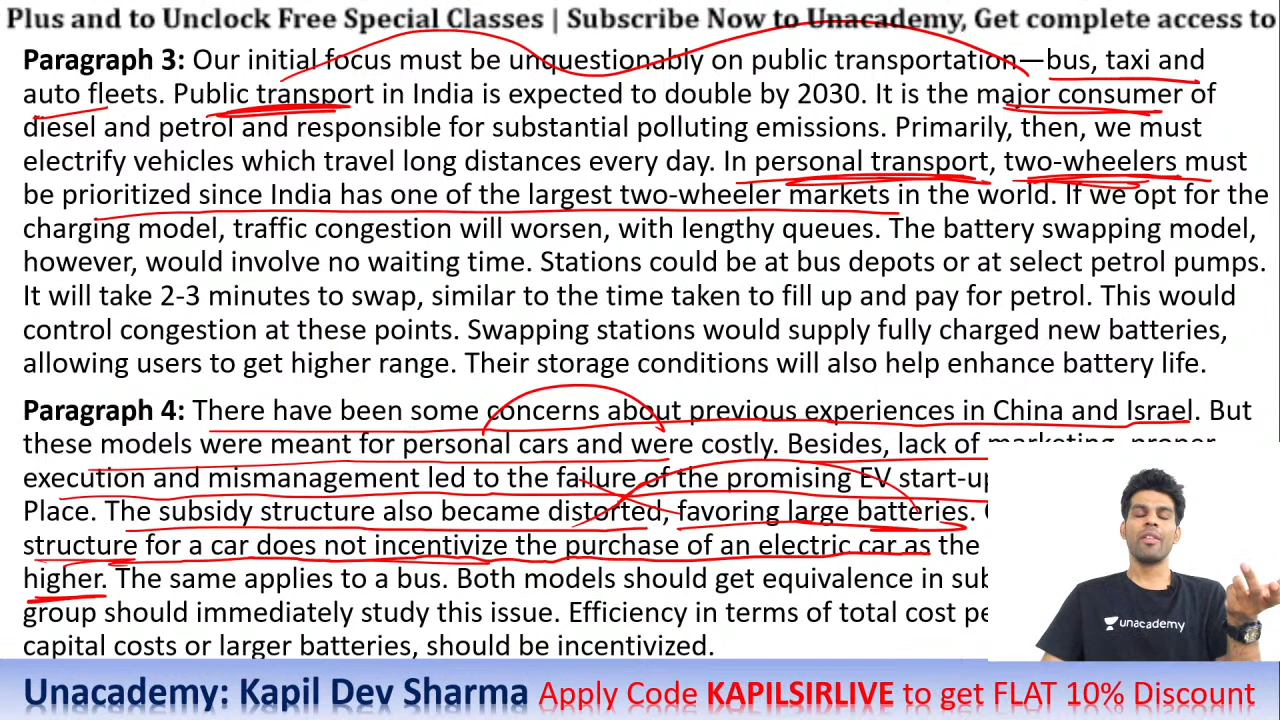 Plus and to Unclock Free Special Classes | Subscribe Now to Unacademy, Get complete access to
Paragraph 3: Our initial focus must be unquestionably on public transportation—bus, taxi and
auto fleets. Public transport in India is expected to double by 2030. It is the major consumer of
diesel and petrol and responsible for substantial polluting emissions. Primarily, then, we must
electrify vehicles which travel long distances every day. In personal transport, two-wheelers must
be prioritized since India has one of the largest two-wheeler markets in the world. If we opt for the
charging model, traffic congestion will worsen, with lengthy queues. The battery swapping model,
however, would involve no waiting time. Stations could be at bus depots or at select petrol pumps.
It will take 2-3 minutes to swap, similar to the time taken to fill up and pay for petrol. This would
control congestion at these points. Swapping stations would supply fully charged new batteries,
allowing users to get higher range. Their storage conditions will also help enhance battery life.
Paragraph 4: There have been some concerns about previous experiences in China and Israel. But
these models were meant for personal cars and were costly. Besides, lack of marketing, proper
execution and mismanagement led to the failure of the promising EV start-up
Place. The subsidy structure also became distorted, favoring large batteries.
structure for a car does not incentivize the purchase of an electric car as the
higher. The same applies to a bus. Both models should get equivalence in sub
group should immediately study this issue. Efficiency in terms of total cost pe
capital costs or larger batteries, should be incentivized.
unacademy
Unacademy: Kapil Dev Sharma Apply Code KAPILSIRLIVE to get FLAT 10% Discount